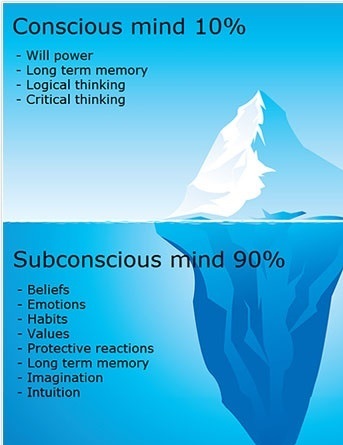 Conscious mind 10%
- Will power
- Long term memory
- Logical thinking
- Critical thinking
Subconscious mind 90%
- Beliefs
- Emotions
- Habits
- Values
- Protective reactions
- Long term memory
- Imagination
- Intuition